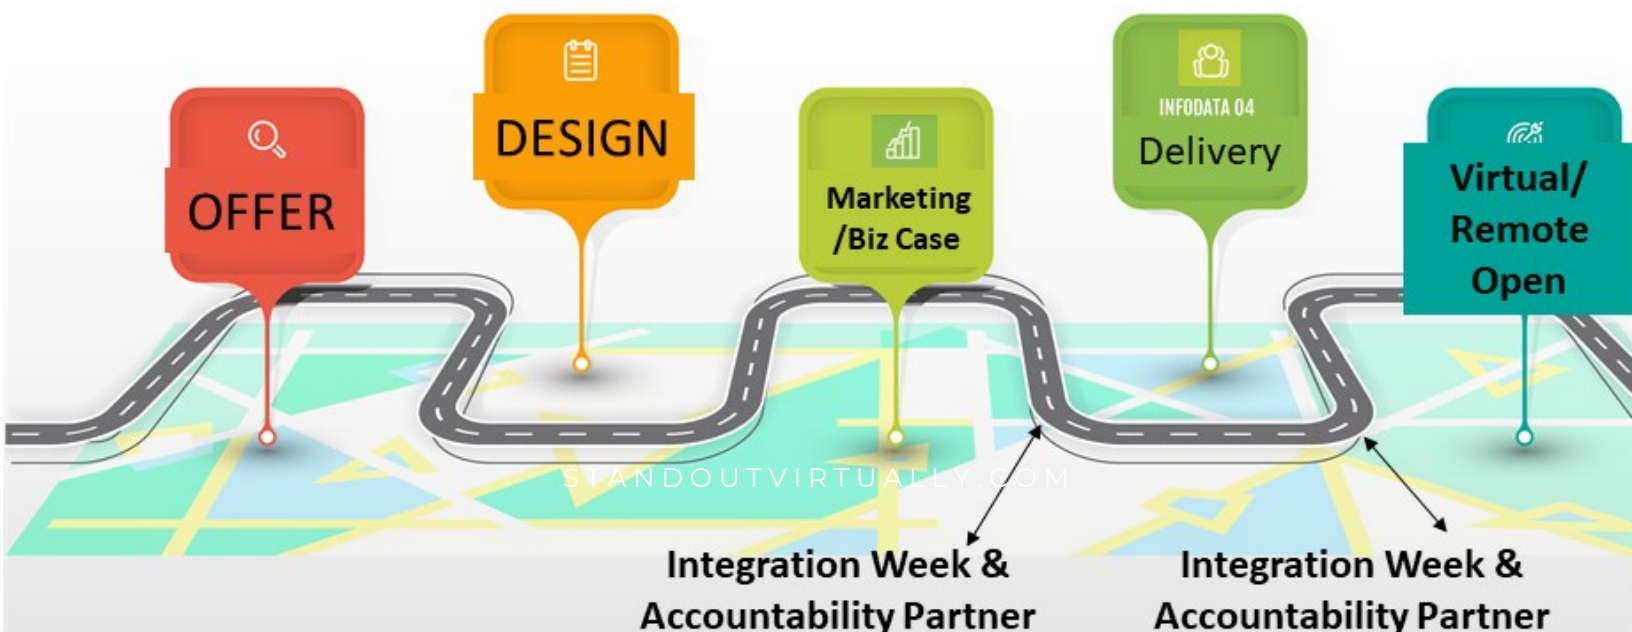 OFFER
DESIGN
Marketing
/Biz Case
INFODATA 04
Delivery
Virtual/
Remote
Open
STANDOUTVIRTUALLY.COM
Integration Week &
Accountability Partner
Integration Week &
Accountability Partner